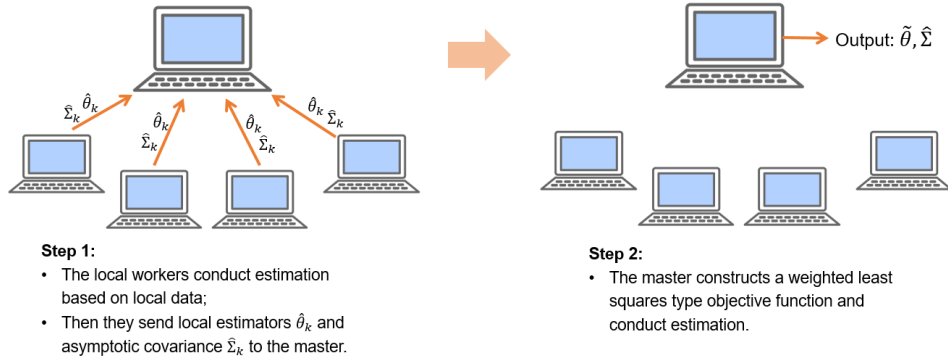 Output: θ̃, Σ̂
Σ̂ₖ θ̂ₖ
θ̂ₖ
Σ̂ₖ
θ̂ₖ
Σ̂ₖ
θ̂ₖ Σ̂ₖ
Step 1:
• The local workers conduct estimation
based on local data;
• Then they send local estimators θ̂ₖ and
asymptotic covariance Σ̂ₖ to the master.
Step 2:
• The master constructs a weighted least
squares type objective function and
conduct estimation.